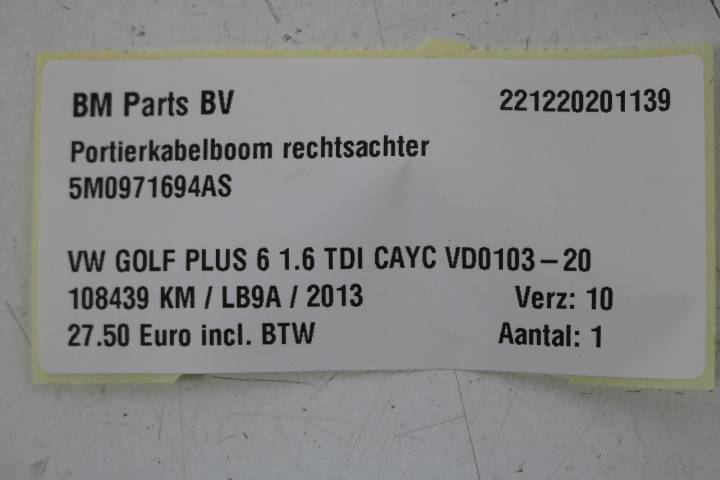 BM Parts BV 221220201139
Portierkabelboom rechtsachter
5M0971694AS
VW GOLF PLUS 6 1.6 TDI CAYC VD0103-20
108439 KM / LB9A / 2013 Verz: 10
27.50 Euro incl. BTW Aantal: 1